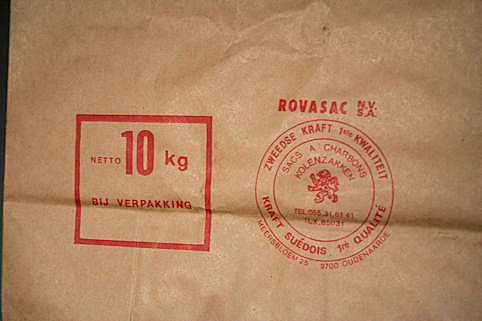 NETTO 10 kg
BIJ VERPAKKING
ROVASAC N.V.
S.A.
ZWEEDSE KRAFT 1ste KWALITEIT
SACS A CHARBONS
KOLENZAKKEN
TEL.055.31.61.41
TLX.85031
KRAFT SUÉDOIS 1re QUALITÉ
MEERSBLOEM 25 9700 OUDENAARDE